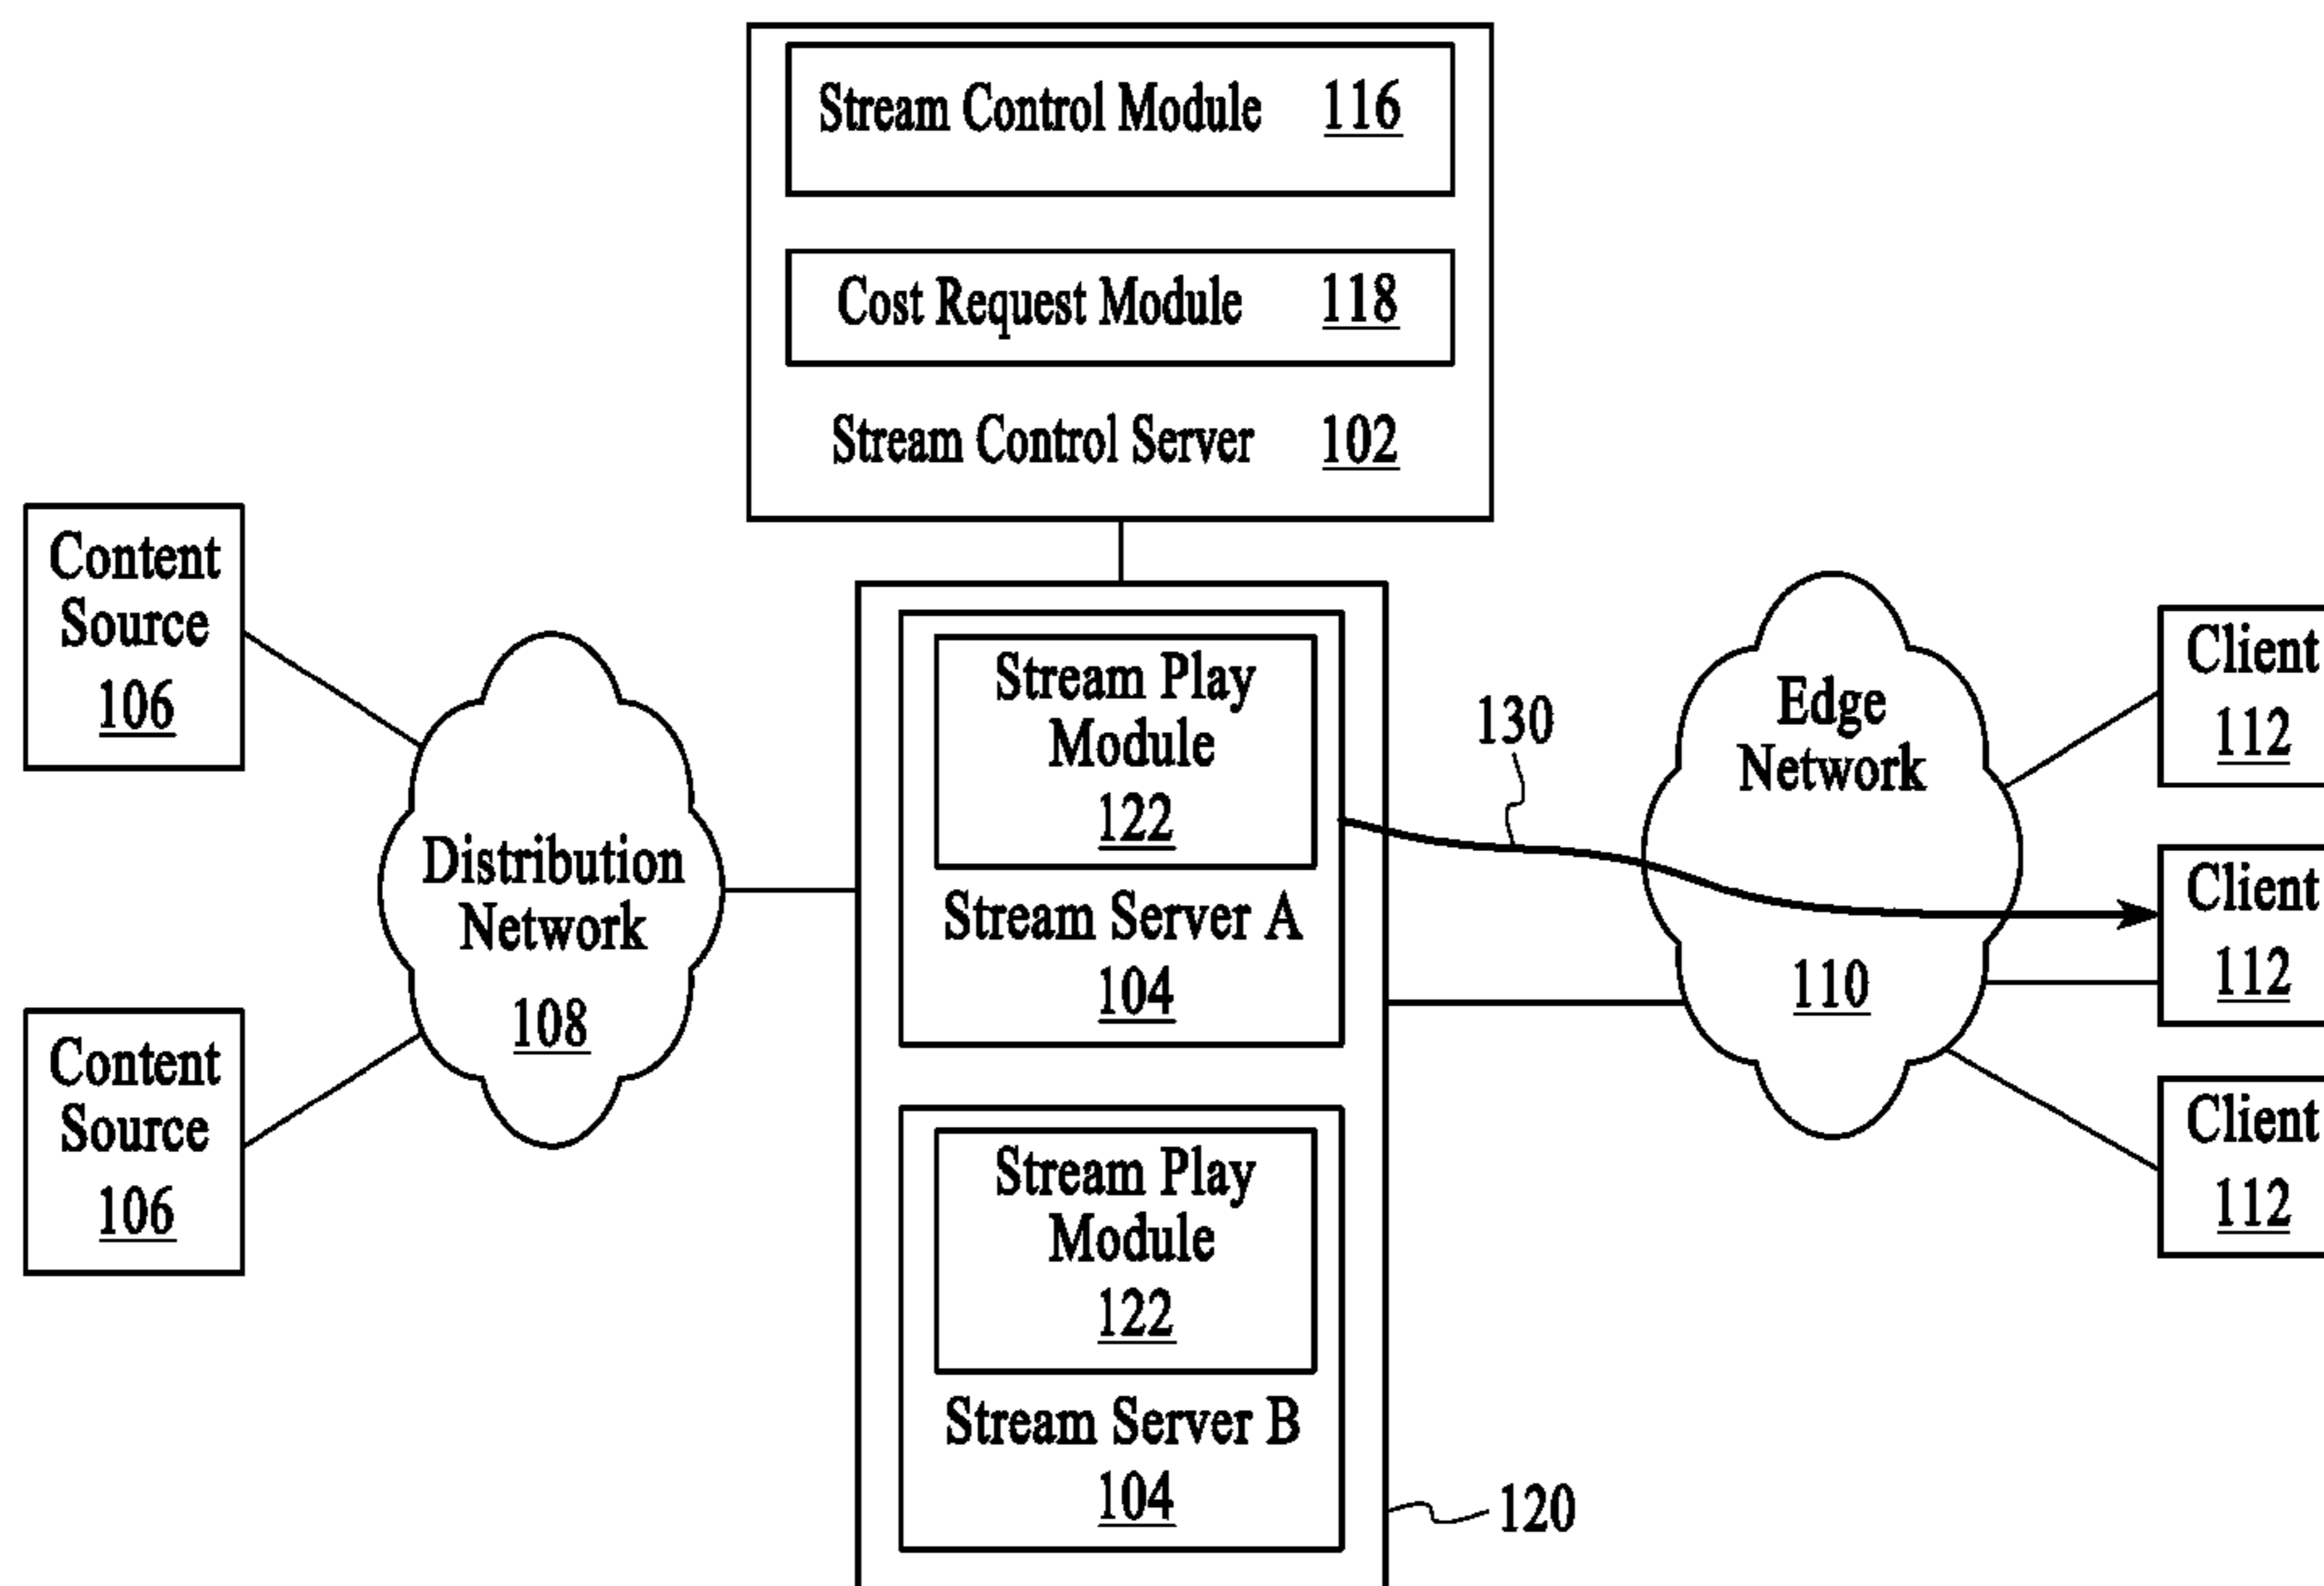 Stream Control Module 116
Cost Request Module 118
Stream Control Server 102
Content
Source
106
Content
Source
106
Distribution
Network
108
Stream Play
Module
122
Stream Server A
104
Stream Play
Module
122
Stream Server B
104
120
130
Edge
Network
110
Client
112
Client
112
Client
112